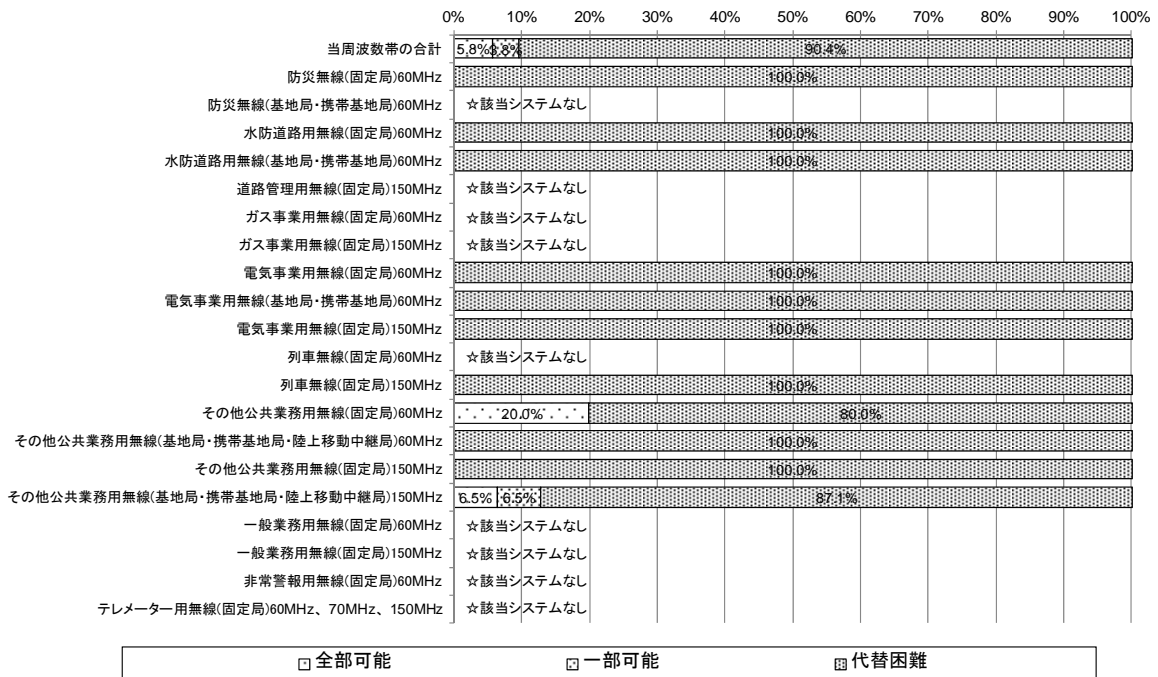 0% 10% 20% 30% 40% 50% 60% 70% 80% 90% 100%
当周波数帯の合計 5.8% 3.8% 90.4%
防災無線(固定局)60MHz 100.0%
防災無線(基地局・携帯基地局)60MHz ☆該当システムなし
水防道路用無線(固定局)60MHz 100.0%
水防道路用無線(基地局・携帯基地局)60MHz 100.0%
道路管理用無線(固定局)150MHz ☆該当システムなし
ガス事業用無線(固定局)60MHz ☆該当システムなし
ガス事業用無線(固定局)150MHz ☆該当システムなし
電気事業用無線(固定局)60MHz 100.0%
電気事業用無線(基地局・携帯基地局)60MHz 100.0%
電気事業用無線(固定局)150MHz 100.0%
列車無線(固定局)60MHz ☆該当システムなし
列車無線(固定局)150MHz 100.0%
その他公共業務用無線(固定局)60MHz 20.0% 80.0%
その他公共業務用無線(基地局・携帯基地局・陸上移動中継局)60MHz 100.0%
その他公共業務用無線(固定局)150MHz 100.0%
その他公共業務用無線(基地局・携帯基地局・陸上移動中継局)150MHz 6.5% 6.5% 87.1%
一般業務用無線(固定局)60MHz ☆該当システムなし
一般業務用無線(固定局)150MHz ☆該当システムなし
非常警報用無線(固定局)60MHz ☆該当システムなし
テレメーター用無線(固定局)60MHz、70MHz、150MHz ☆該当システムなし
全部可能 一部可能 代替困難